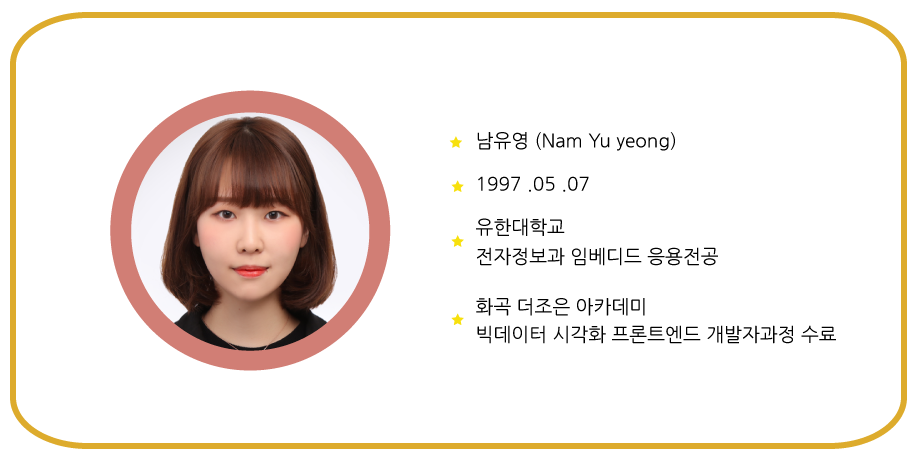 남유영 (Nam Yu yeong)
1997 .05 .07
유한대학교
전자정보과 임베디드 응용전공
화곡 더조은 아카데미
빅데이터 시각화 프론트엔드 개발자과정 수료